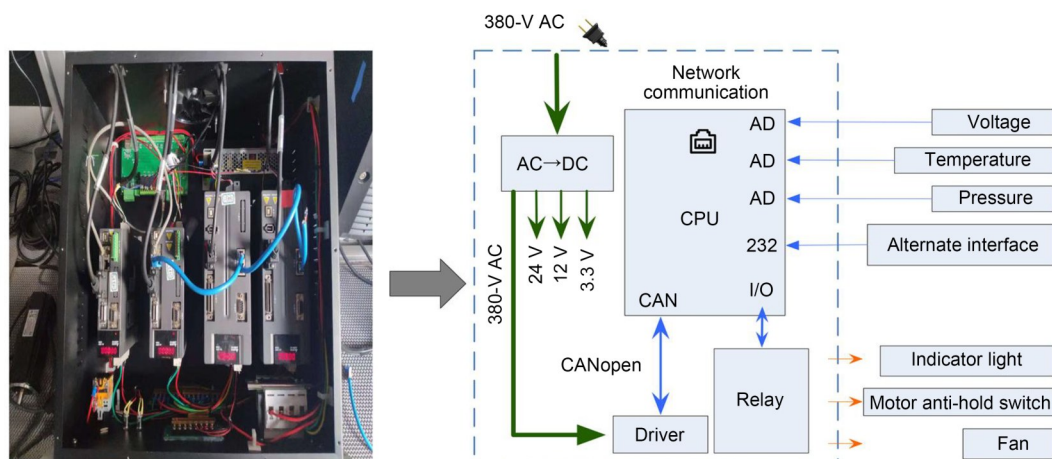 380-V AC
Network
communication
AD
Voltage
AC→DC
AD
Temperature
AD
Pressure
CPU
232
Alternate interface
380-V AC
24 V
12 V
3.3 V
CAN
I/O
CANopen
Indicator light
Relay
Motor anti-hold switch
Driver
Fan